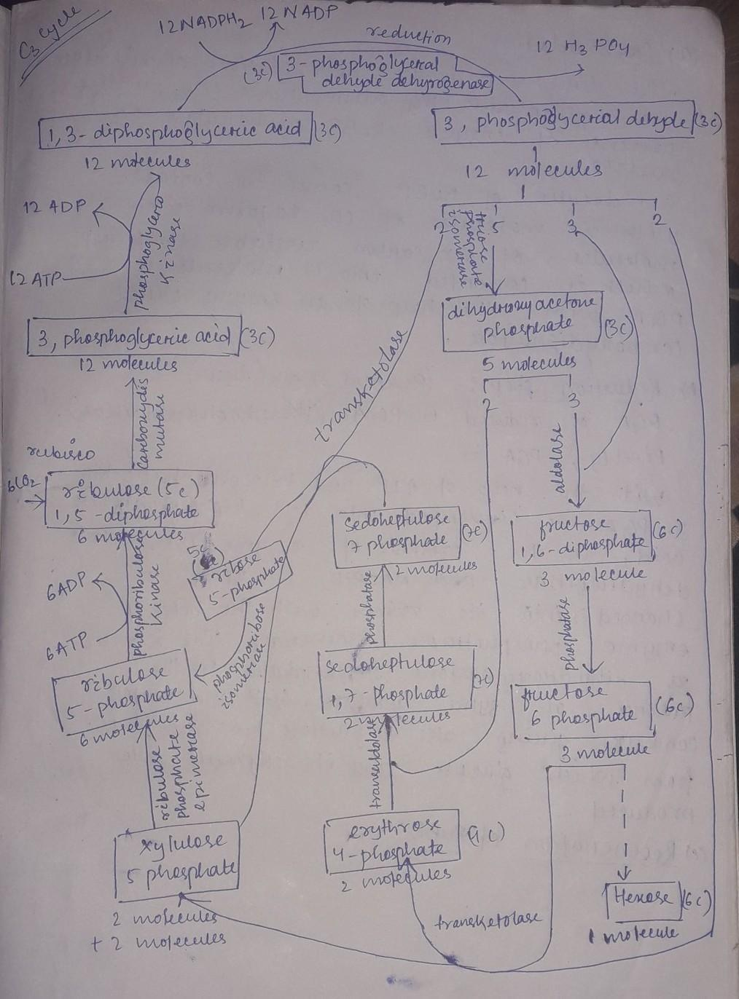 C3 cycle
12NADPH2 12 NADP
reduction
12 H3 PO4
(3c) 3-phosphoglyceral
dehyde dehyrogenase
1,3- diphosphoglyceric acid (3c)
12 molecules
3, phosphoglycerial dehyde (3c)
12 molecules
2 5 3 2
12 ADP
12 ATP
phosphoglycero
kinase
triose
phosphate
isomerase
dihydroxyacetone
phosphate (3c)
5 molecules
2 3
3, phosphoglyceric acid (3c)
12 molecules
transketolase
Carboxydis
mutase
rubisco
6CO2
ribulose (5c)
1,5 -diphosphate
6 molecules
aldolase
sedoheptulose
7 phosphate (7c)
2 molecules
fructose
1,6-diphosphate (6c)
3 molecule
5c
ribose
5-phosphate
6ADP
6ATP
phosphoribulose
Kinase
phosphoribose
isomerase
phosphatase
phosphatase
ribulose
5-phosphate
6 molecules
sedoheptulose
1,7- phosphate (7c)
2 molecules
fructose
6 phosphate (6c)
3 molecule
ribulose
phosphate
epimerase
transaldolase
xylulose
5 phosphate
2 molecules
+ 2 molecules
erythrose
4-phosphate (4c)
2 molecules
transketolase
Hexose (6c)
1 molecule